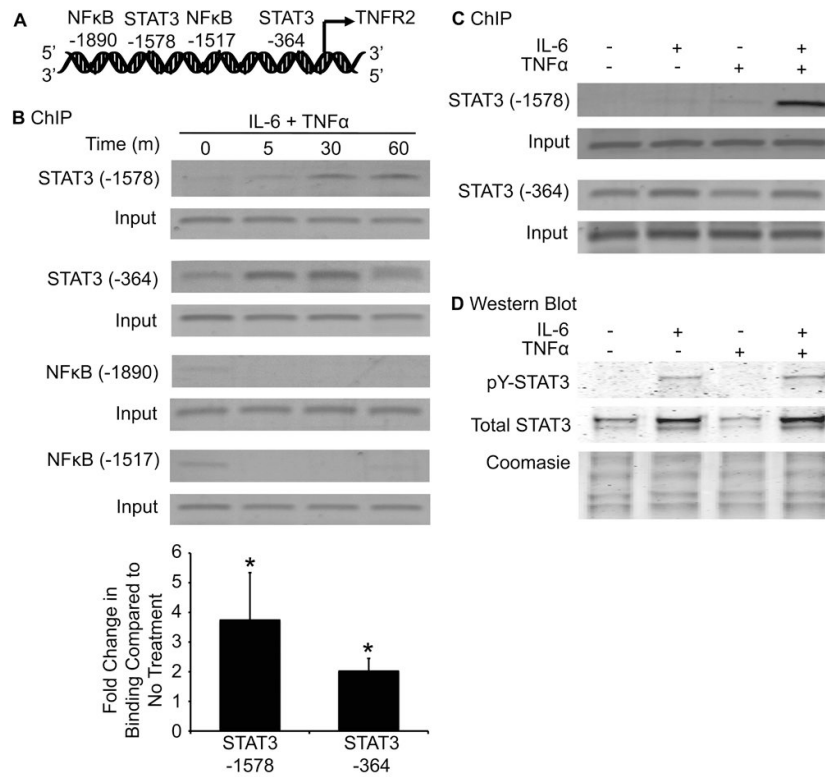 A
NFκB STAT3 NFκB STAT3 TNFR2
-1890 -1578 -1517 -364
5' 3'
3' 5'
B ChIP
IL-6 + TNFα
Time (m) 0 5 30 60
STAT3 (-1578)
Input
STAT3 (-364)
Input
NFκB (-1890)
Input
NFκB (-1517)
Input
Fold Change in
Binding Compared to
No Treatment
6
5
4
3
2
1
0
* *
STAT3 STAT3
-1578 -364
C ChIP
IL-6 - + - +
TNFα - - + +
STAT3 (-1578)
Input
STAT3 (-364)
Input
D Western Blot
IL-6 - + - +
TNFα - - + +
pY-STAT3
Total STAT3
Coomasie